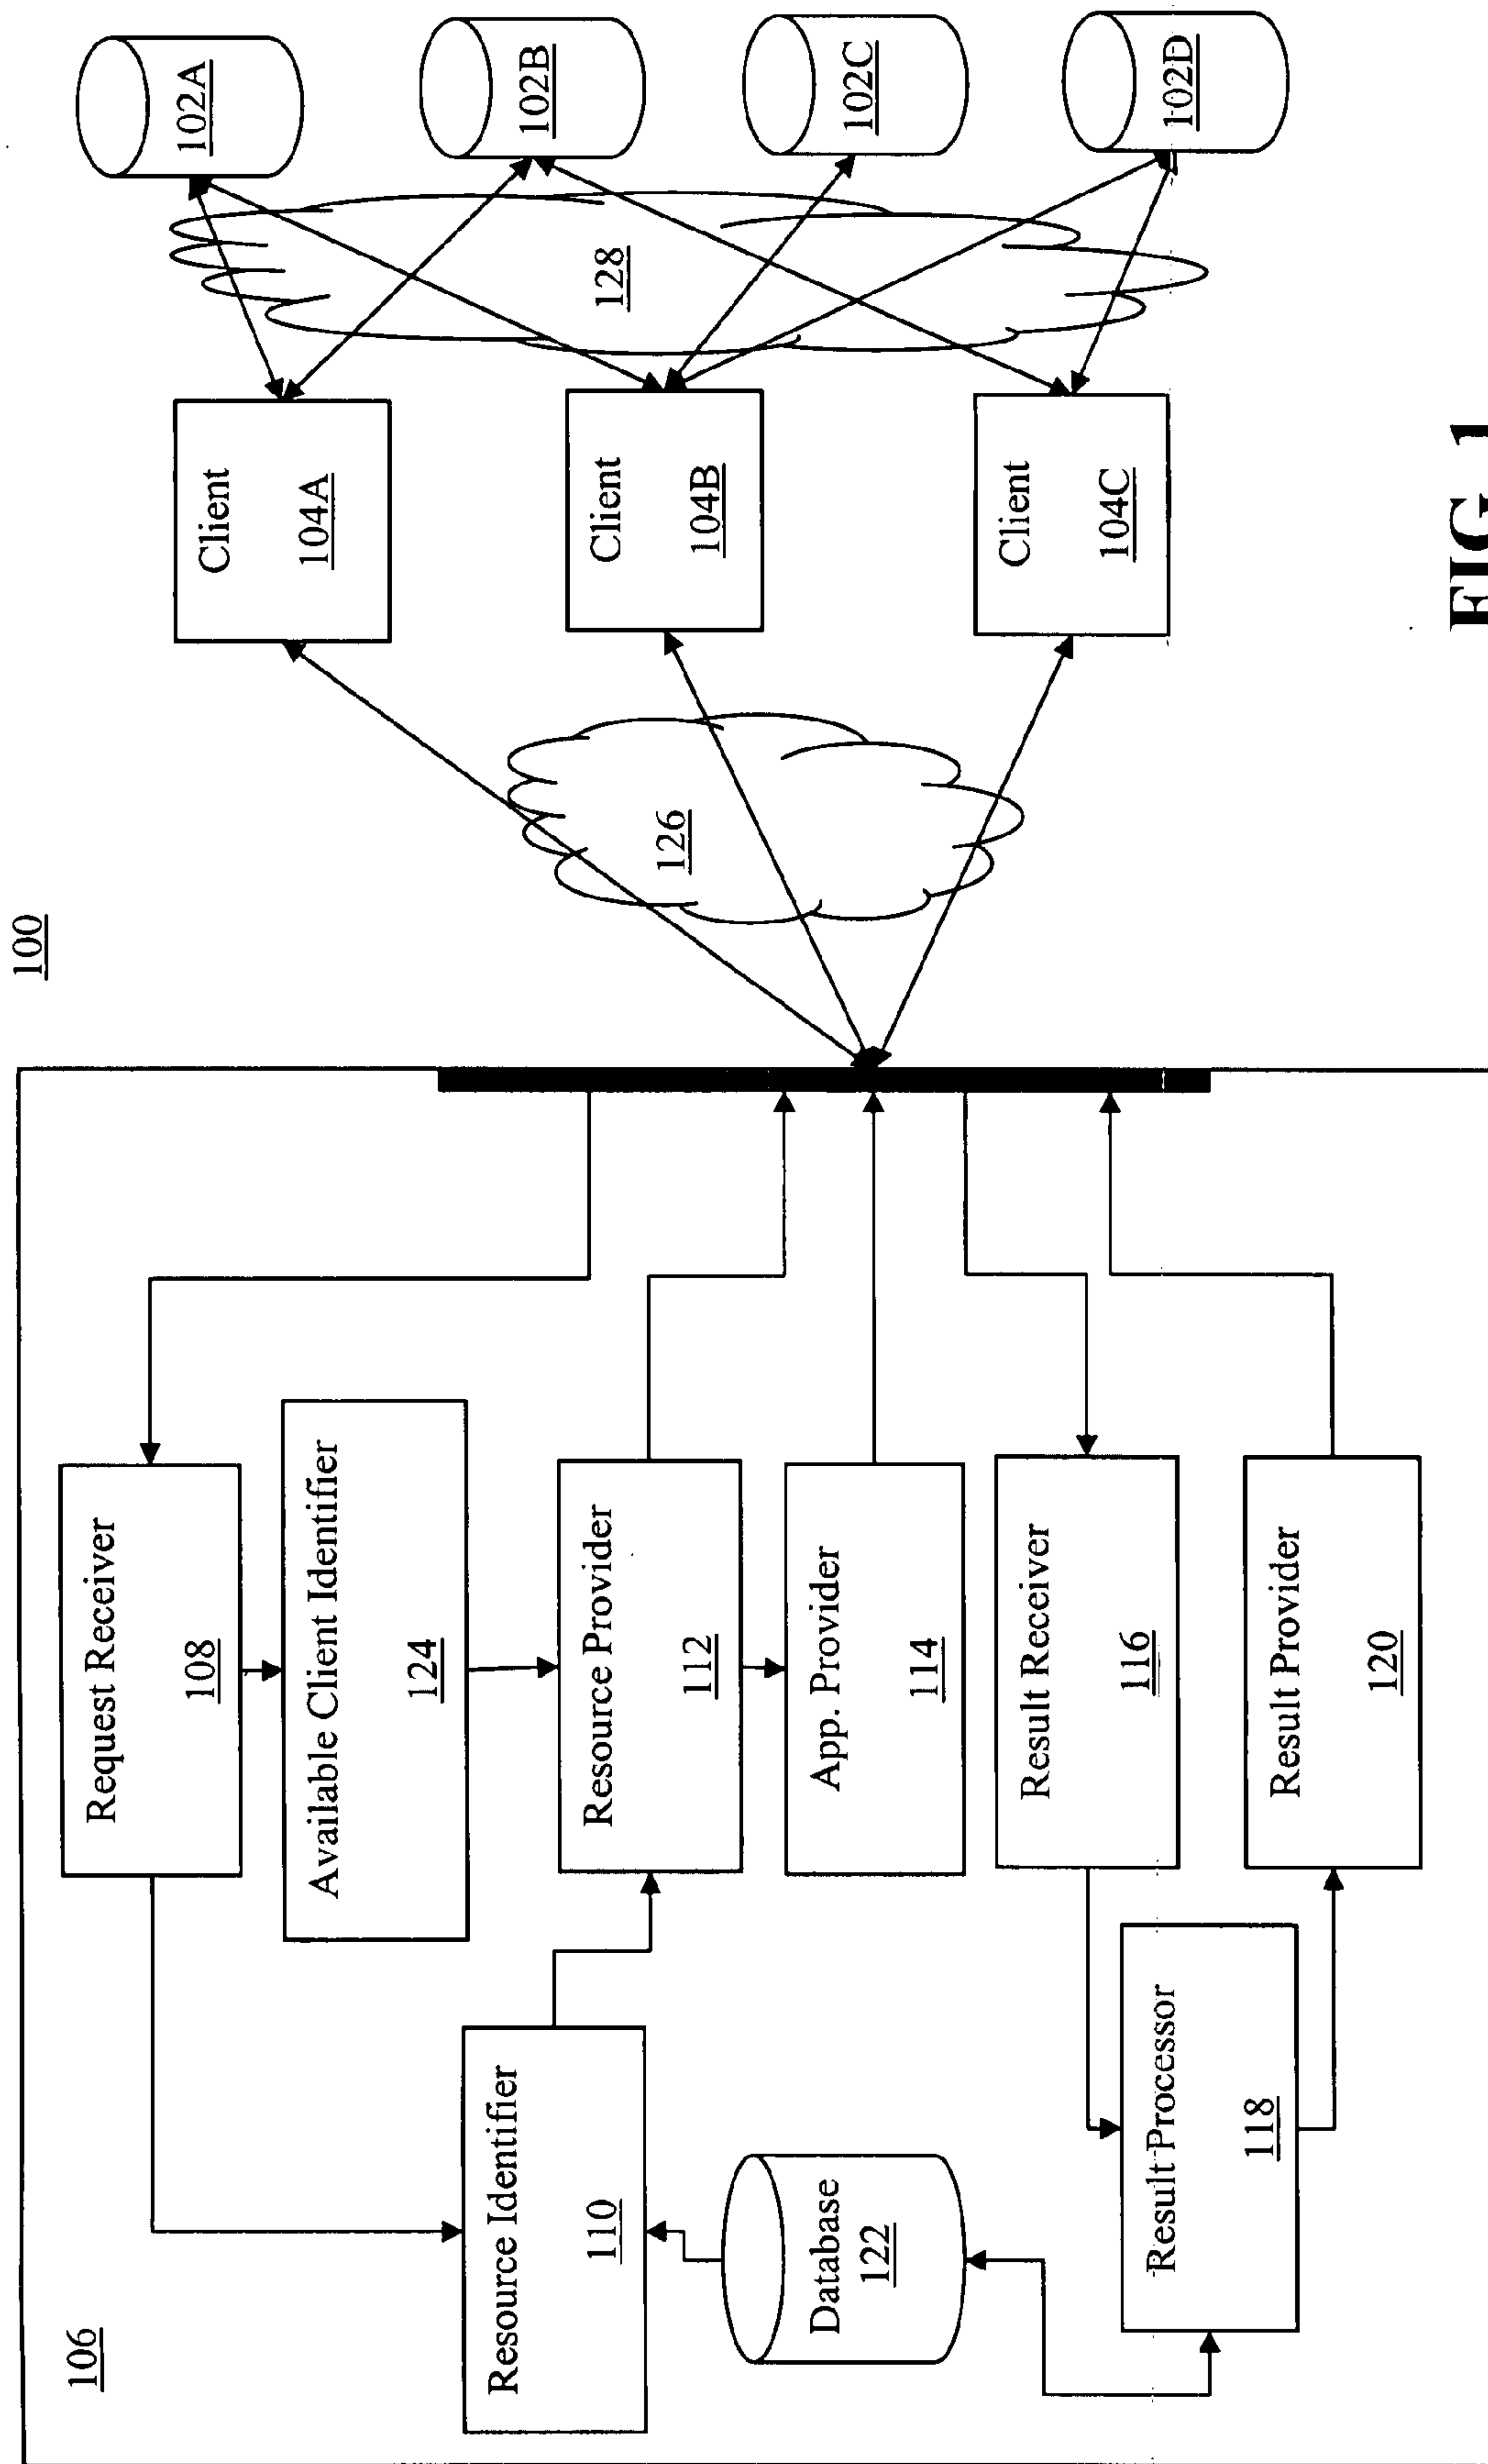 100
106
Request Receiver
108
Available Client Identifier
124
Resource Identifier
110
Resource Provider
112
Database
122
App. Provider
114
Result Receiver
116
Result Processor
118
Result Provider
120
126
Client
104A
Client
104B
Client
104C
128
102A
102B
102C
102D
FIG. 1